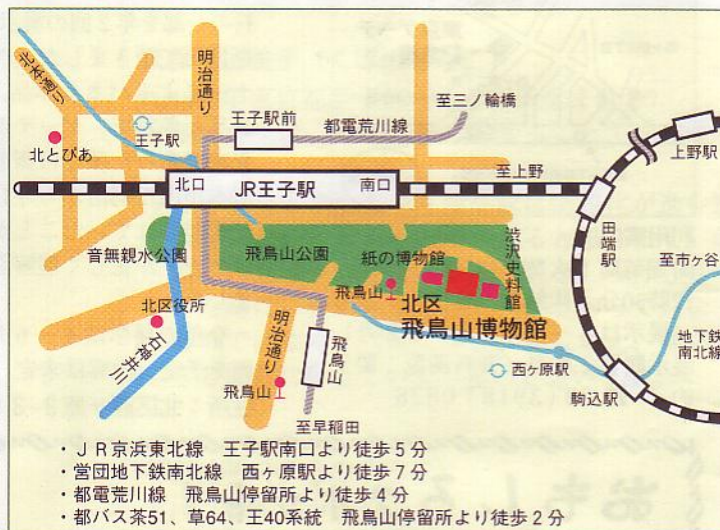 北本通り
明治通り
王子駅
北とぴあ
王子駅前
都電荒川線
至三ノ輪橋
上野駅
至上野
北口
JR王子駅
南口
田端駅
音無親水公園
飛鳥山公園
紙の博物館
渋沢史料館
至市ヶ谷
飛鳥山
北区
飛鳥山博物館
北区役所
石神井川
明治通り
飛鳥山
飛鳥山
西ヶ原駅
地下鉄
南北線
駒込駅
至早稲田
・JR京浜東北線 王子駅南口より徒歩5分
・営団地下鉄南北線 西ヶ原駅より徒歩7分
・都電荒川線 飛鳥山停留所より徒歩4分
・都バス茶51、草64、王40系統 飛鳥山停留所より徒歩2分